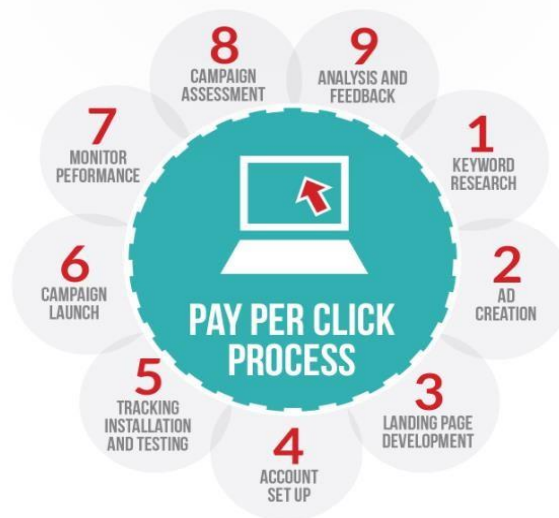 PAY PER CLICK
PROCESS
1
KEYWORD
RESEARCH
2
AD
CREATION
3
LANDING PAGE
DEVELOPMENT
4
ACCOUNT
SET UP
5
TRACKING
INSTALLATION
AND TESTING
6
CAMPAIGN
LAUNCH
7
MONITOR
PEFORMANCE
8
CAMPAIGN
ASSESSMENT
9
ANALYSIS AND
FEEDBACK